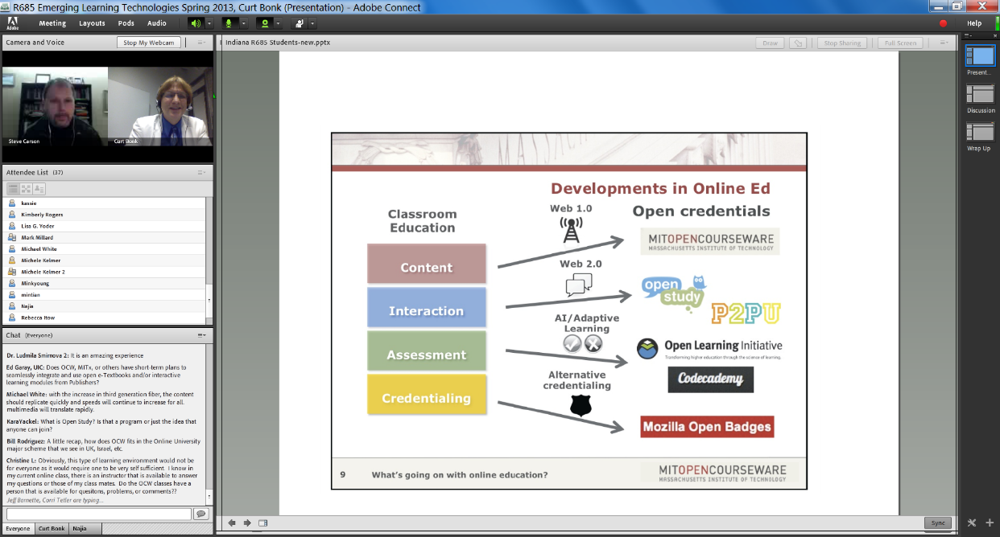 R685 Emerging Learning Technologies Spring 2013, Curt Bonk (Presentation) - Adobe Connect
Adobe
Meeting Layouts Pods Audio
Help
Camera and Voice
Stop My Webcam
Steve Carson
Curt Bonk
Attendee List (37)
kassie
Kimberly Rogers
Lisa G. Yoder
Mark Millard
Michael White
Michele Kelmer
Michele Kelmer 2
Minkyoung
mintian
Najia
Rebecca Itow
Chat (Everyone)
Dr. Ludmila Smirnova 2: It is an amazing experience
Ed Garay, UIC: Does OCW, MITx, or others have short-term plans to
seamlessly integrate and use open e-Textbooks and/or interactive
learning modules from Publishers?
Michael White: with the increase in third generation fiber, the content
should replicate quickly and speeds will continue to increase for all.
multimedia will translate rapidly.
KaraYackel: What is Open Study? Is that a program or just the idea that
anyone can join?
Bill Rodriguez: A little recap, how does OCW fits in the Online University
major scheme that we see in UK, Israel, etc.
Christine L: Obviously, this type of learning environment would not be
for everyone as it would require one to be very self sufficient. I know in
my current online class, there is an instructor that is available to answer
my questions or those of my class mates. Do the OCW classes have a
person that is available for quesitons, problems, or comments??
Jeff Barnette, Corri Tetler are typing...
Everyone Curt Bonk Najia
Indiana R685 Students-new.pptx
Draw
Stop Sharing
Full Screen
Developments in Online Ed
Classroom
Education
Web 1.0
Open credentials
Content
MITOPENCOURSEWARE
MASSACHUSETTS INSTITUTE OF TECHNOLOGY
Web 2.0
Interaction
open
study
P2PU
AI/Adaptive
Learning
Assessment
Open Learning Initiative
Transforming higher education through the science of learning.
Codecademy
Alternative
credentialing
Credentialing
Mozilla Open Badges
9 What's going on with online education?
MITOPENCOURSEWARE
MASSACHUSETTS INSTITUTE OF TECHNOLOGY
Sync
Present...
Discussion
Wrap Up